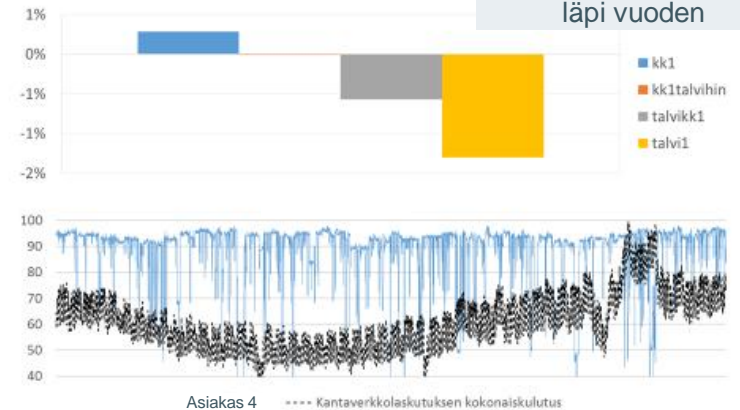 läpi vuoden
1%
0%
-1%
-1%
-2%
kk1
kk1talvihin
talvikk1
talvi1
100
90
80
70
60
50
40
Asiakas 4
Kantaverkkolaskutuksen kokonaiskulutus